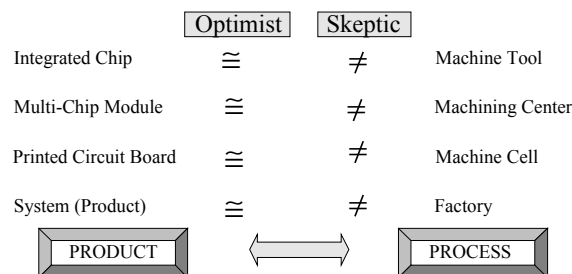 Optimist Skeptic
Integrated Chip ≅ ≠ Machine Tool
Multi-Chip Module ≅ ≠ Machining Center
Printed Circuit Board ≅ ≠ Machine Cell
System (Product) ≅ ≠ Factory
PRODUCT PROCESS